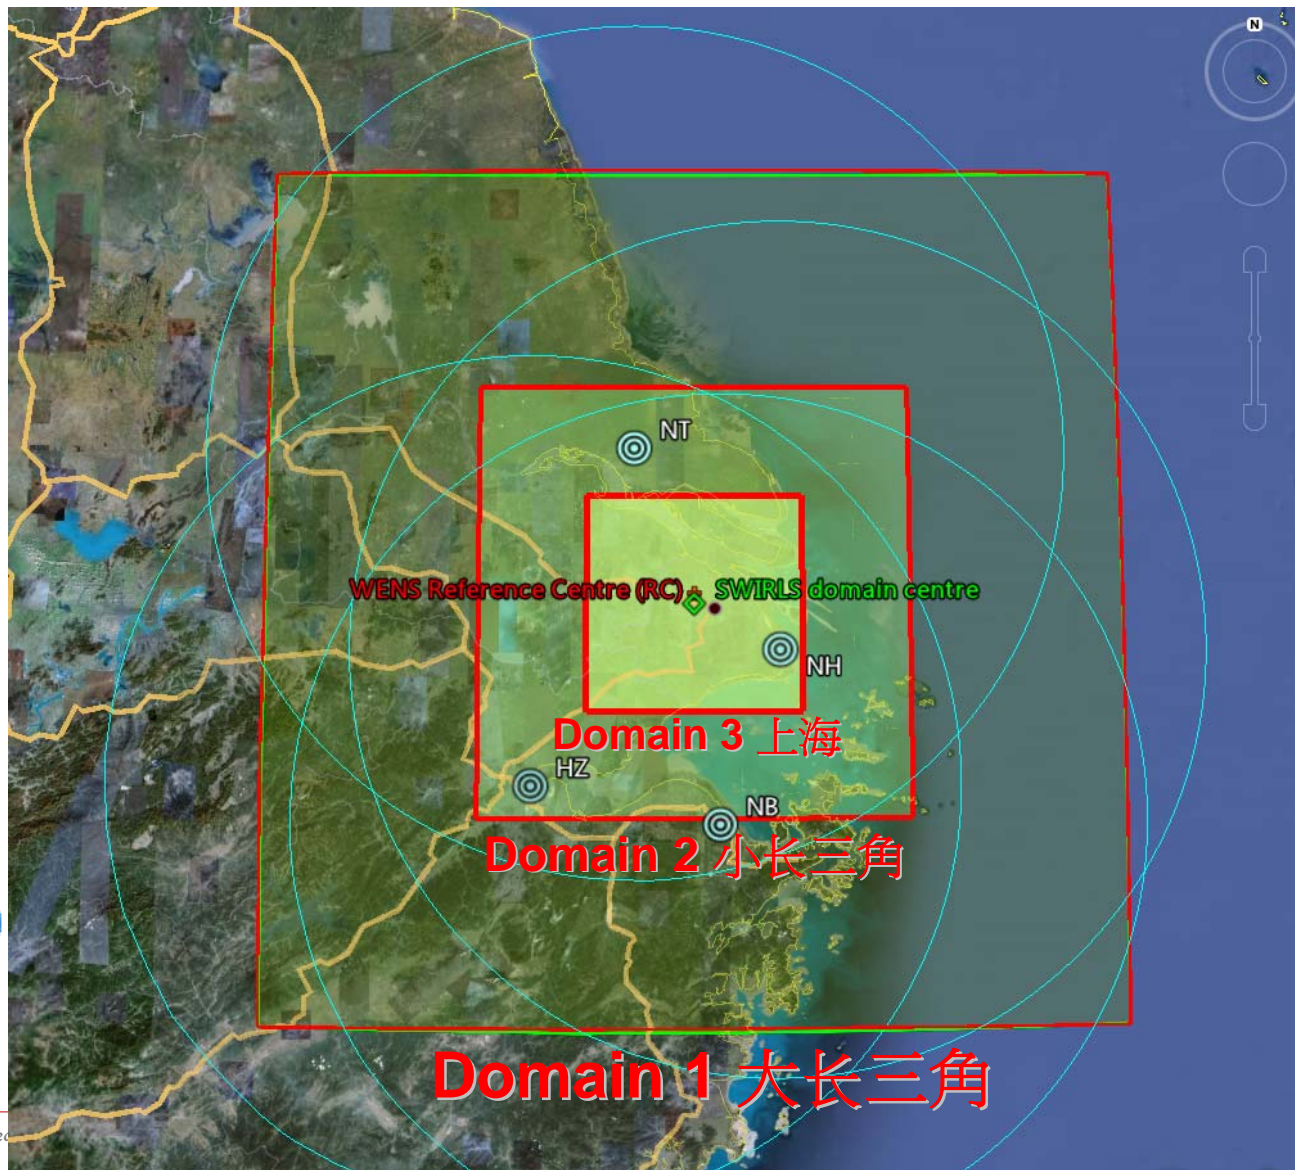 N
NT
WENS Reference Centre (RC)
SWIRLS domain centre
NH
Domain 3 上海
HZ
NB
Domain 2 小长三角
Domain 1 大长三角